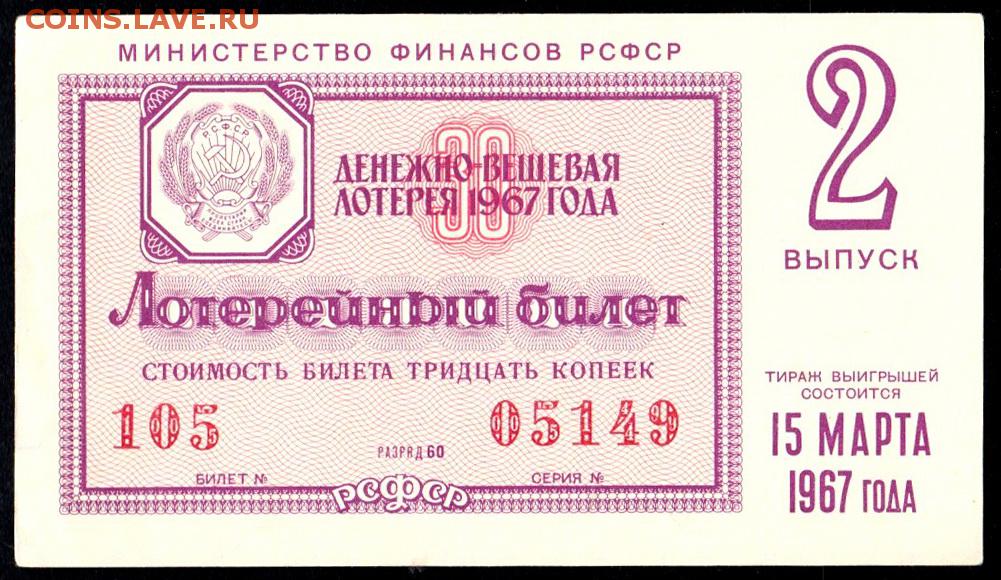 COINS.LAVE.RU
МИНИСТЕРСТВО ФИНАНСОВ РСФСР
РСФСР
30
ДЕНЕЖНО-ВЕЩЕВАЯ
ЛОТЕРЕЯ 1967 ГОДА
Лотерейный билет
СТОИМОСТЬ БИЛЕТА ТРИДЦАТЬ КОПЕЕК
105
05149
РАЗРЯД 60
БИЛЕТ №
СЕРИЯ №
РСФСР
2
ВЫПУСК
ТИРАЖ ВЫИГРЫШЕЙ
СОСТОИТСЯ
15 МАРТА
1967 ГОДА